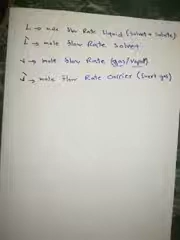 L → mole flow Rate Liquid (Solvent + Solute)
L̄ → mole flow Rate Solvent
V → mole flow Rate (gas/Vapor)
V̄ → mole flow Rate Carrier (Inert gas)